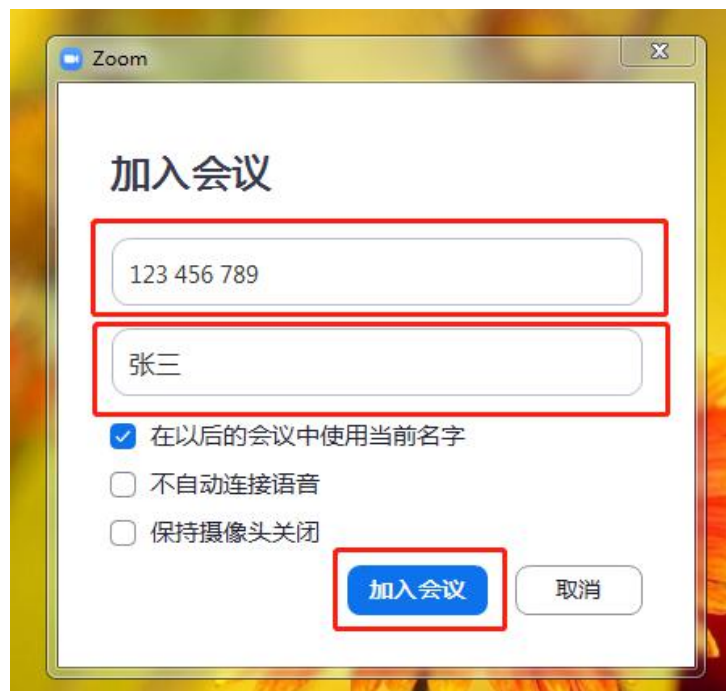 Zoom
加入会议
123 456 789
张三
在以后的会议中使用当前名字
不自动连接语音
保持摄像头关闭
加入会议 取消